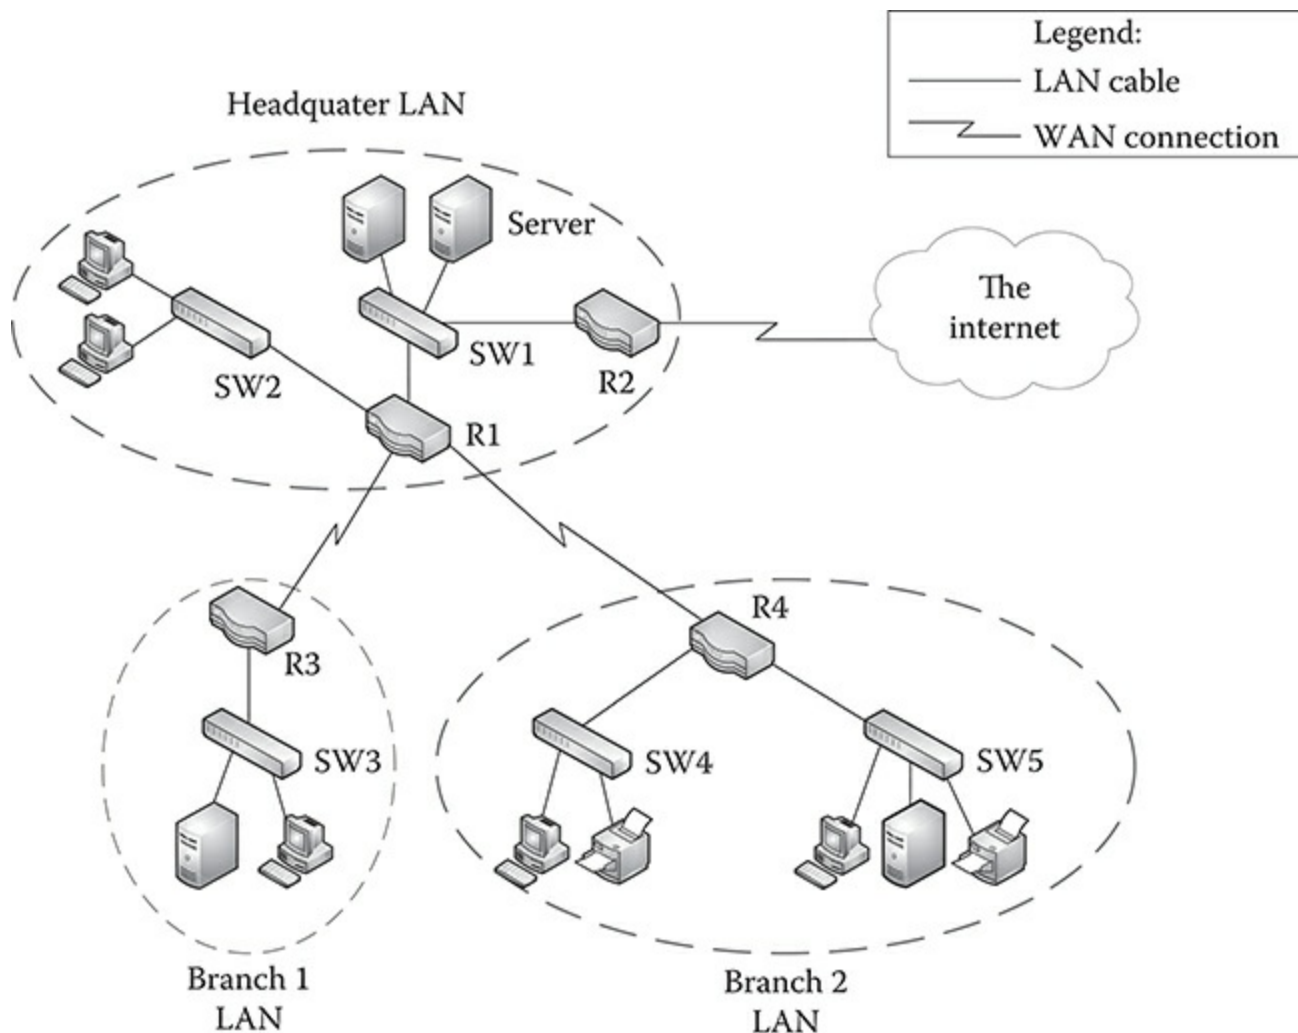 Legend:
LAN cable
WAN connection
Headquater LAN
Server
The
internet
SW1
R2
SW2
R1
R4
R3
SW3
SW4
SW5
Branch 1
LAN
Branch 2
LAN